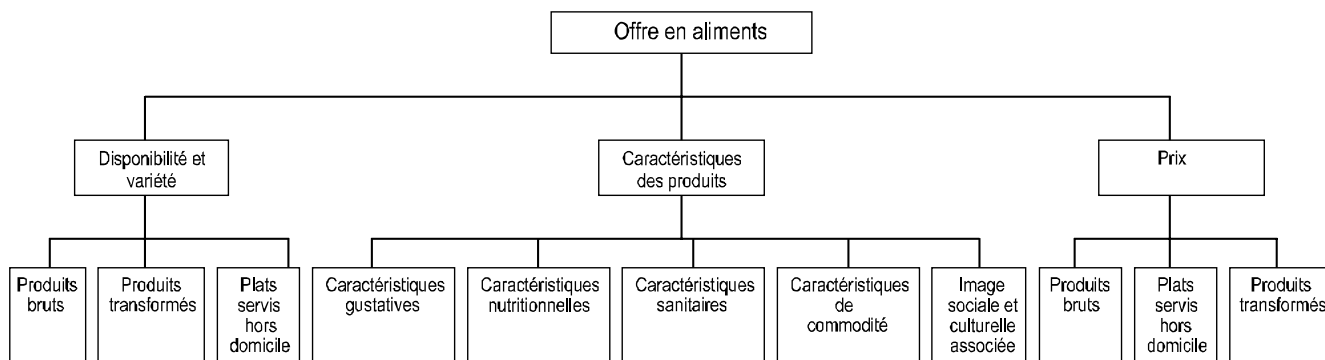 Offre en aliments
Disponibilité et
variété
Caractéristiques
des produits
Prix
Produits
bruts
Produits
transformés
Plats
servis
hors
domicile
Caractéristiques
gustatives
Caractéristiques
nutritionnelles
Caractéristiques
sanitaires
Caractéristiques
de
commodité
Image
sociale et
culturelle
associée
Produits
bruts
Plats
servis
hors
domicile
Produits
transformés